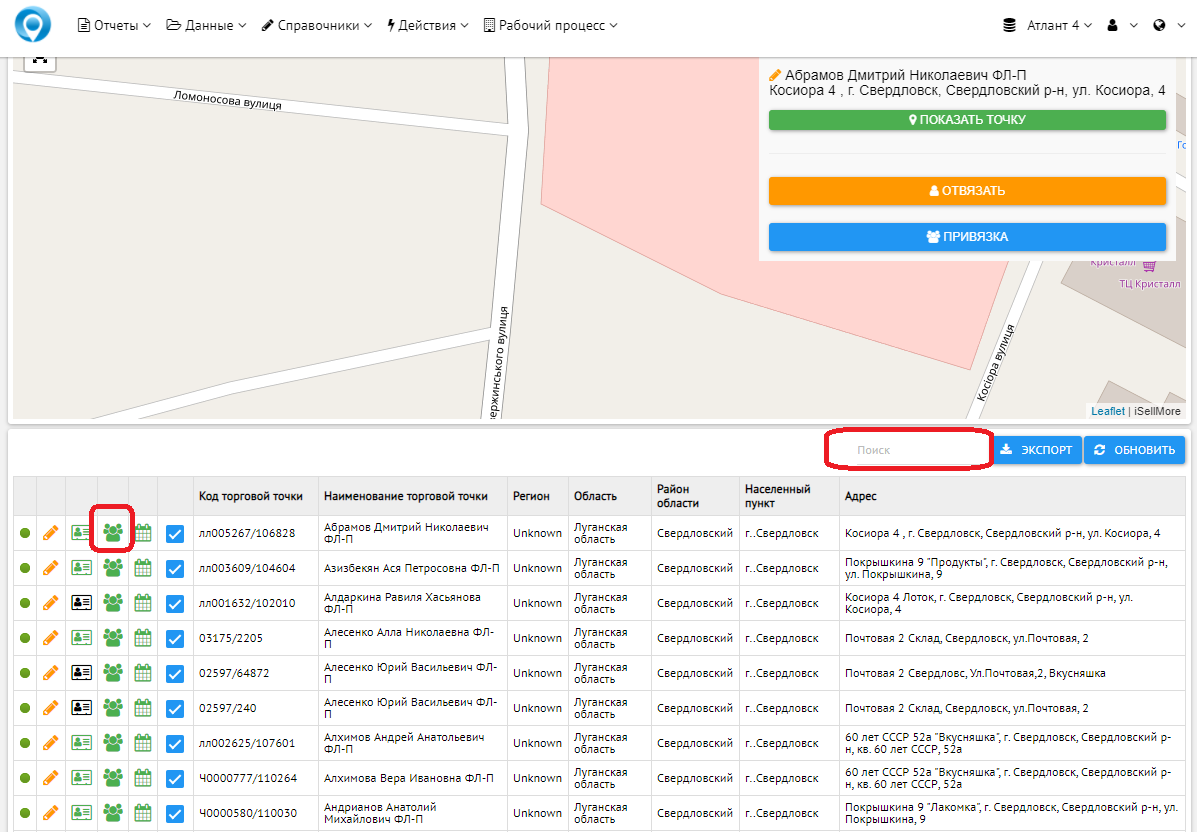 Отчеты Данные Справочники Действия Рабочий процесс Атлант 4
Ломоносова вулиця
Абрамов Дмитрий Николаевич ФЛ-П
Косиора 4 , г. Свердловск, Свердловский р-н, ул. Косиора, 4
ПОКАЗАТЬ ТОЧКУ
ОТВЯЗАТЬ
ПРИВЯЗКА
Кристалл
ТЦ Кристалл
ержинського вулиця
Косіора вулиця
Leaflet | iSellMore
Поиск ЭКСПОРТ ОБНОВИТЬ
Код торговой точки Наименование торговой точки Регион Область Район области Населенный пункт Адрес
лл005267/106828 Абрамов Дмитрий Николаевич ФЛ-П Unknown Луганская область Свердловский г..Свердловск Косиора 4 , г. Свердловск, Свердловский р-н, ул. Косиора, 4
лл003609/104604 Азизбекян Ася Петросовна ФЛ-П Unknown Луганская область Свердловский г..Свердловск Покрышкина 9 "Продукты", г. Свердловск, Свердловский р-н, ул. Покрышкина, 9
лл001632/102010 Алдаркина Равиля Хасьянова ФЛ-П Unknown Луганская область Свердловский г..Свердловск Косиора 4 Лоток, г. Свердловск, Свердловский р-н, ул. Косиора, 4
03175/2205 Алесенко Алла Николаевна ФЛ-П Unknown Луганская область Свердловский г..Свердловск Почтовая 2 Склад, Свердловск, ул.Почтовая, 2
02597/64872 Алесенко Юрий Васильевич ФЛ-П Unknown Луганская область Свердловский г..Свердловск Почтовая 2 Свердловс, Ул.Почтовая,2, Вкусняшка
02597/240 Алесенко Юрий Васильевич ФЛ-П Unknown Луганская область Свердловский г..Свердловск Почтовая 2 Склад, Свердловск, ул.Почтовая, 2
лл002625/107601 Алхимов Андрей Анатольевич ФЛ-П Unknown Луганская область Свердловский г..Свердловск 60 лет СССР 52а "Вкусняшка", г. Свердловск, Свердловский р-н, кв. 60 лет СССР, 52а
Ч0000777/110264 Алхимова Вера Ивановна ФЛ-П Unknown Луганская область Свердловский г..Свердловск 60 лет СССР 52а "Вкусняшка", г. Свердловск, Свердловский р-н, кв. 60 лет СССР, 52а
Ч0000580/110030 Андрианов Анатолий Михайлович ФЛ-П Unknown Луганская область Свердловский г..Свердловск Покрышкина 9 "Лакомка", г. Свердловск, Свердловский р-н, ул. Покрышкина, 9